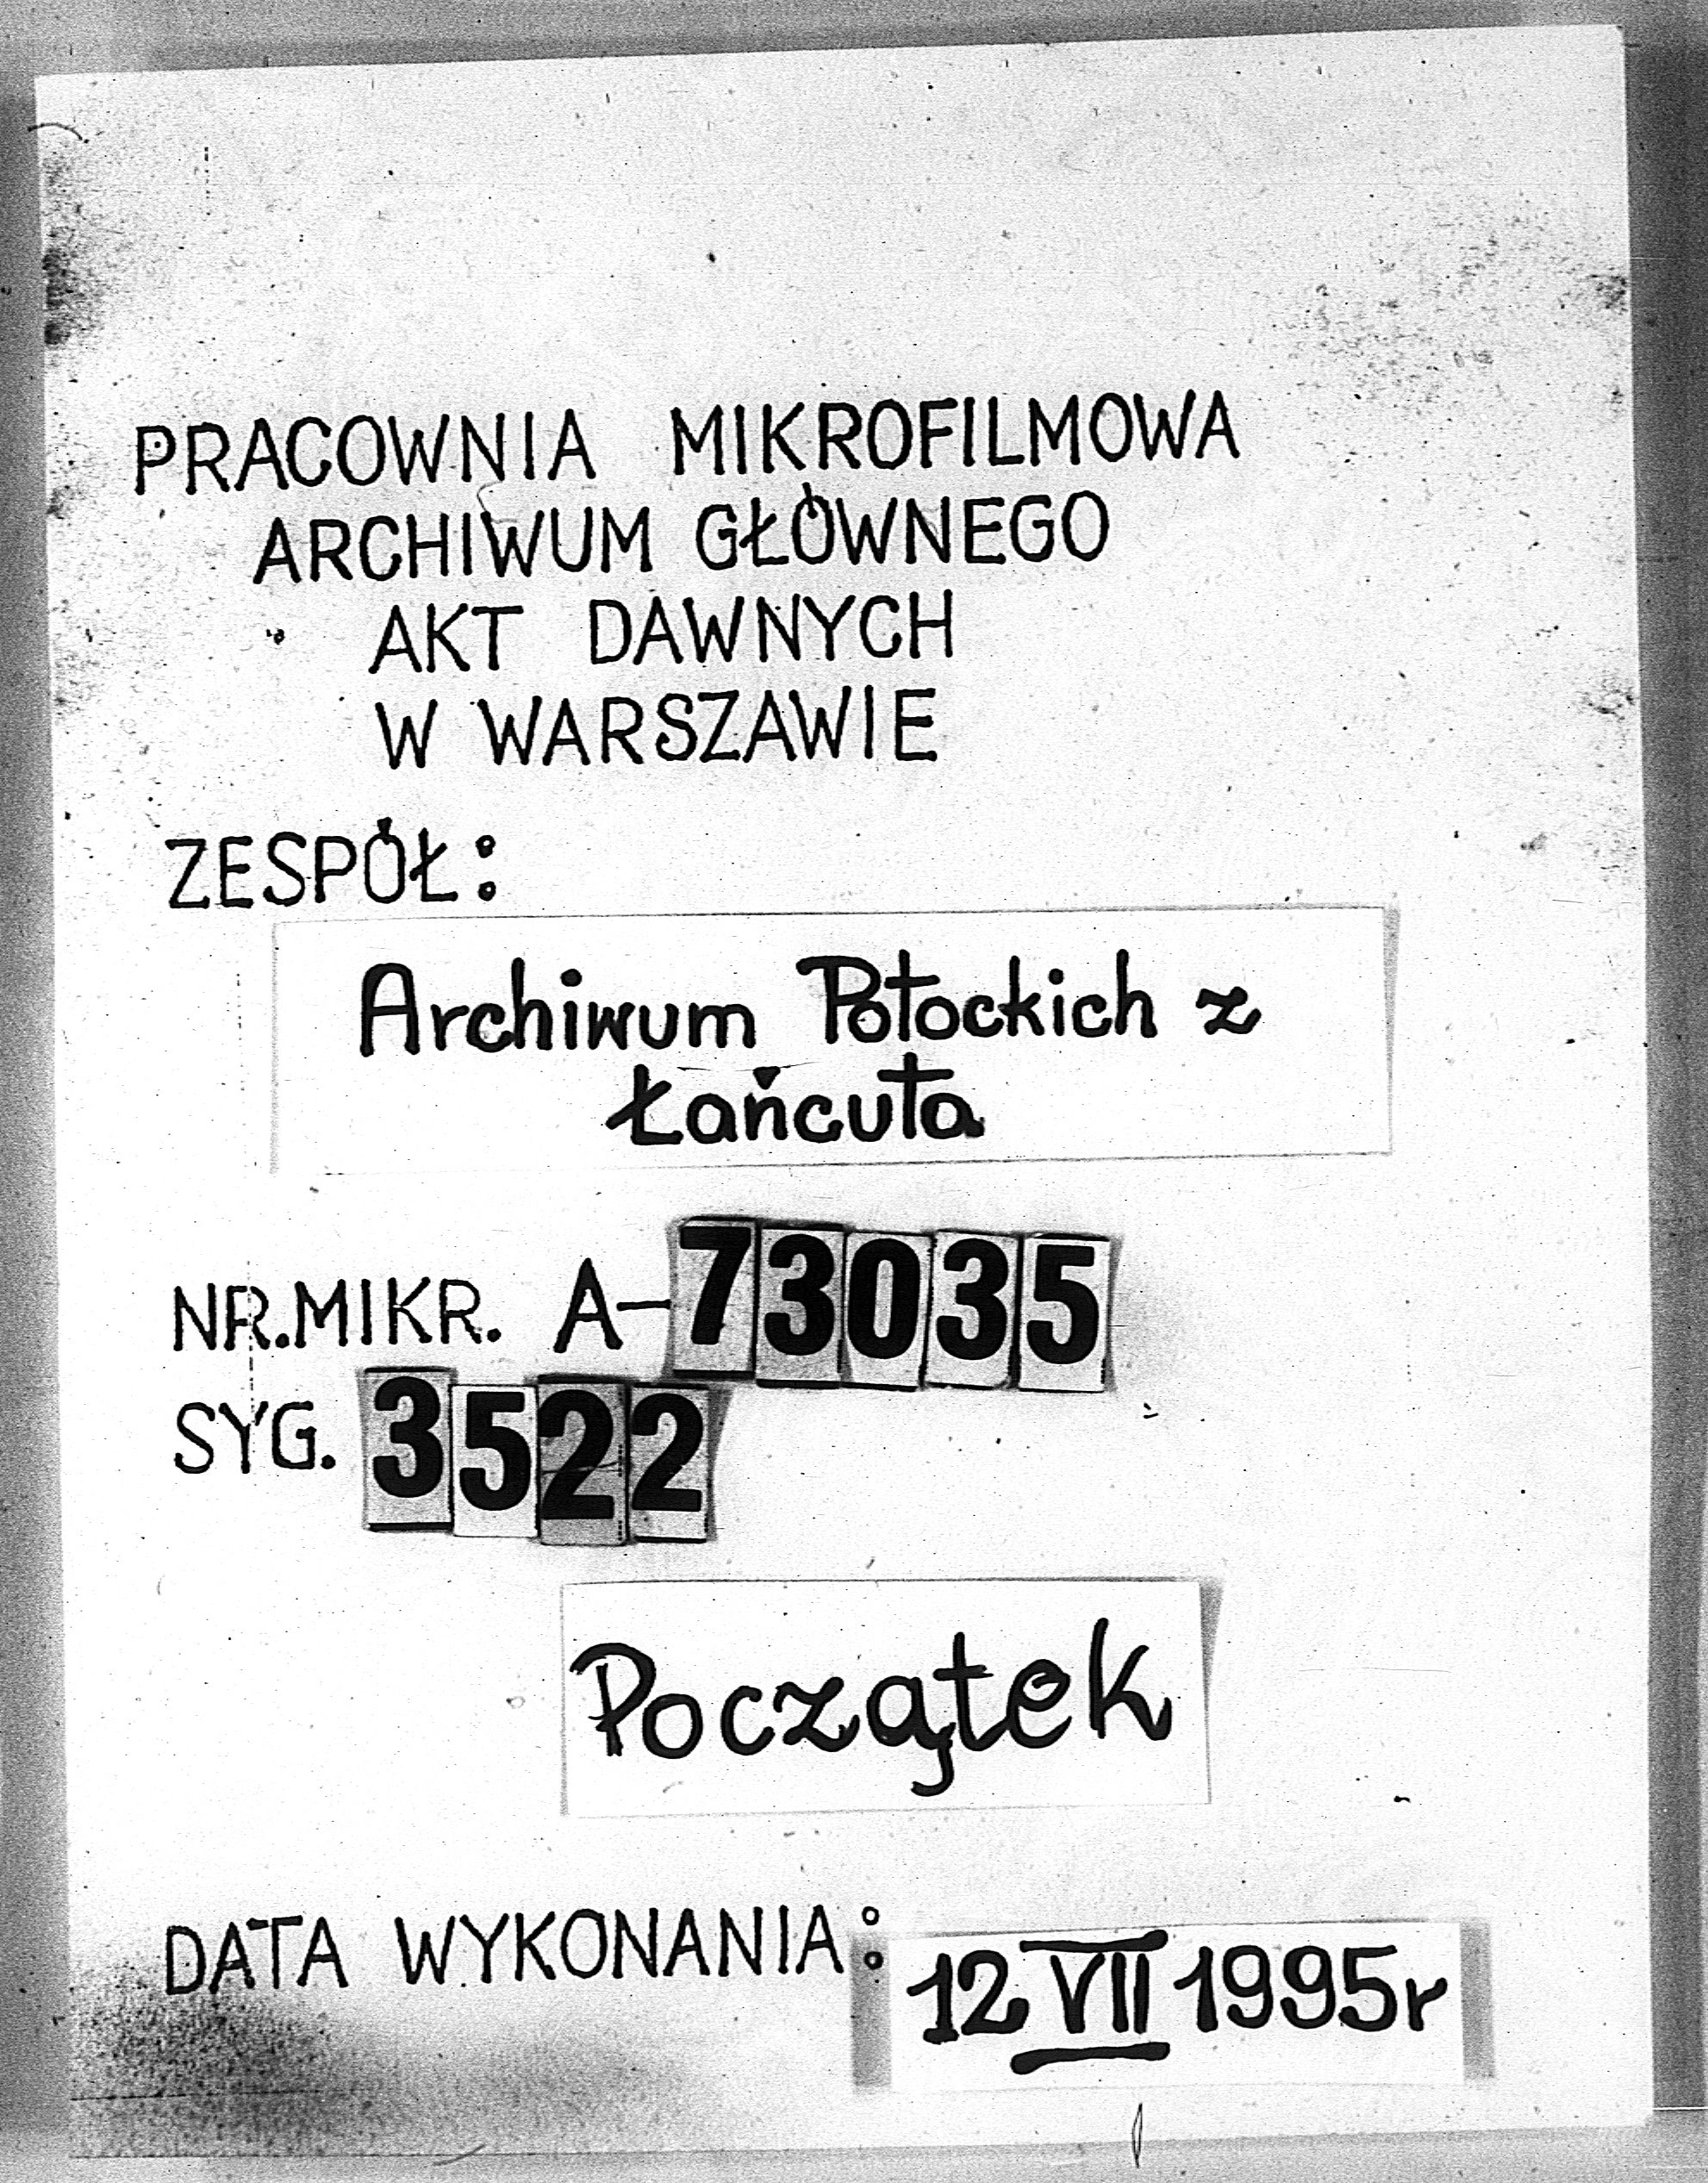 PRACOWNIA MIKROFILMOWA
ARCHIWUM GŁÓWNEGO
AKT DAWNYCH
W WARSZAWIE
ZESPÓŁ:
Archiwum Potockich z
Łańcuta
NR.MIKR. A-73035
SYG. 3522
Początek
DATA WYKONANIA: 12 VII 1995r